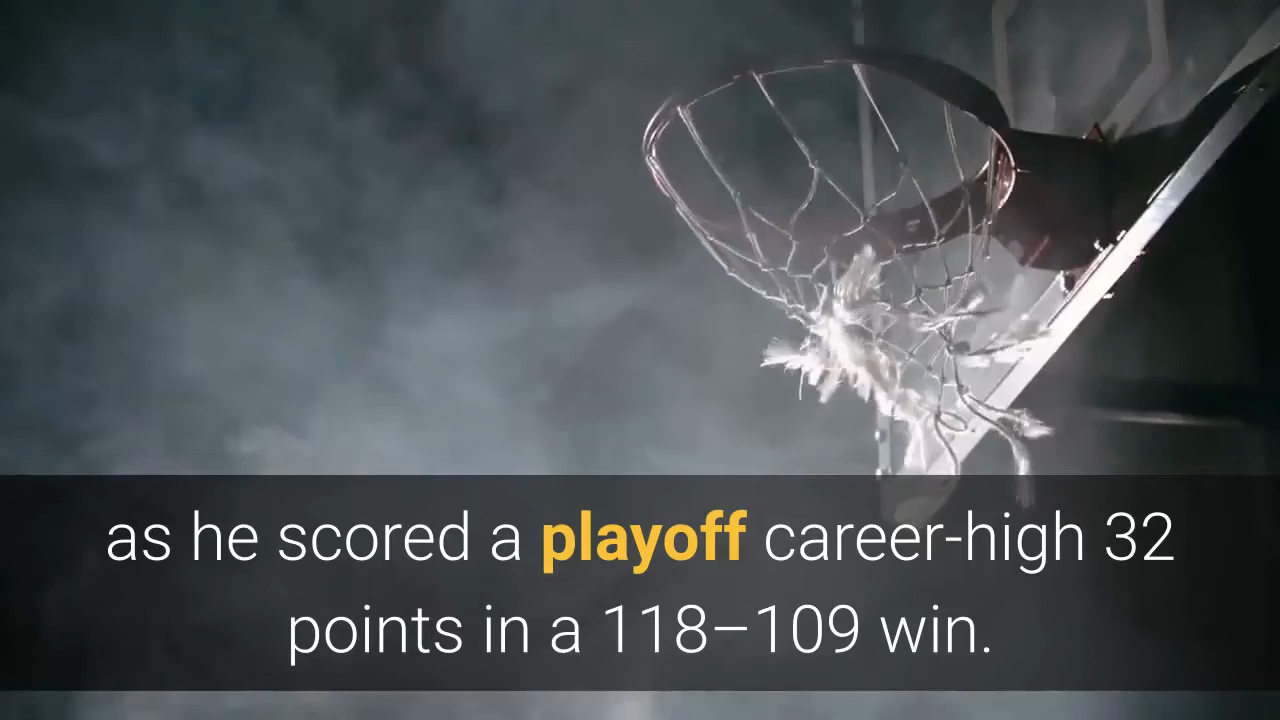 as he scored a playoff career-high 32
points in a 118–109 win.